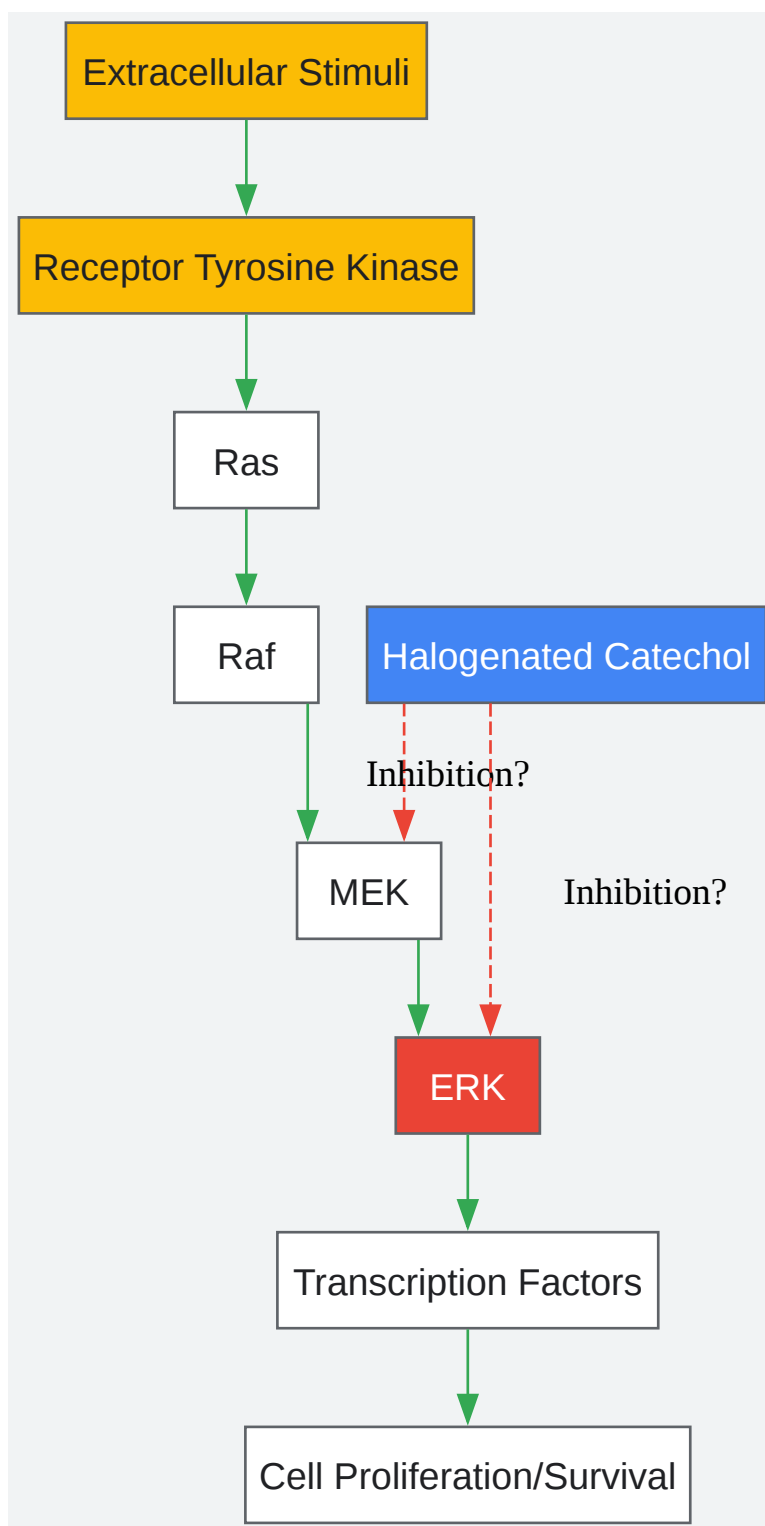 Extracellular Stimuli
Receptor Tyrosine Kinase
Ras
Raf
Halogenated Catechol
Inhibition?
MEK
Inhibition?
ERK
Transcription Factors
Cell Proliferation/Survival